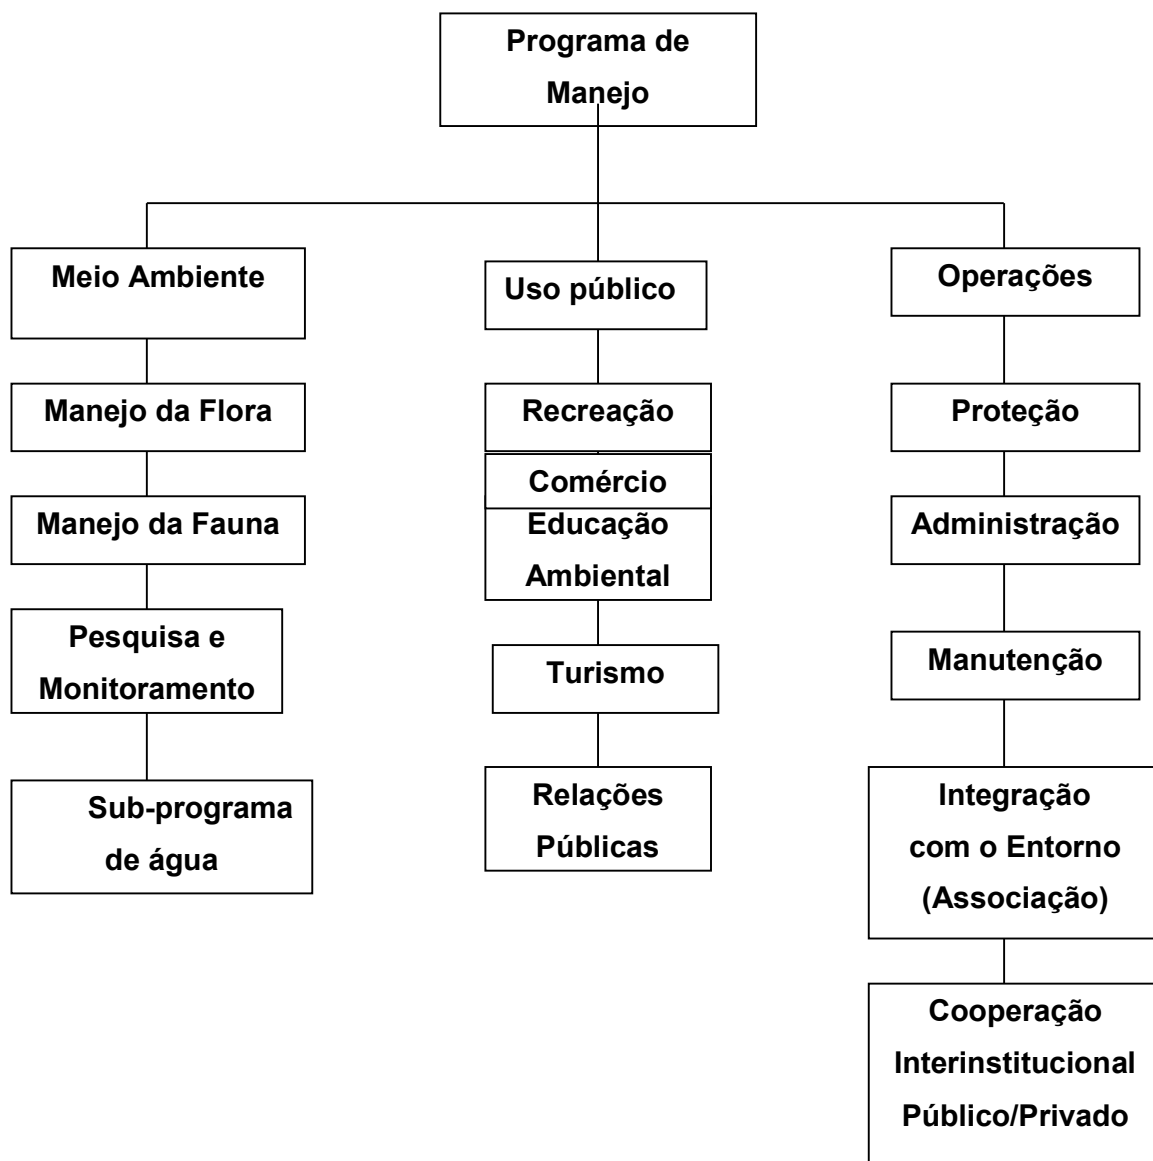 Programa de
Manejo
Meio Ambiente
Manejo da Flora
Manejo da Fauna
Pesquisa e
Monitoramento
Sub-programa
de água
Uso público
Recreação
Comércio
Educação
Ambiental
Turismo
Relações
Públicas
Operações
Proteção
Administração
Manutenção
Integração
com o Entorno
(Associação)
Cooperação
Interinstitucional
Público/Privado